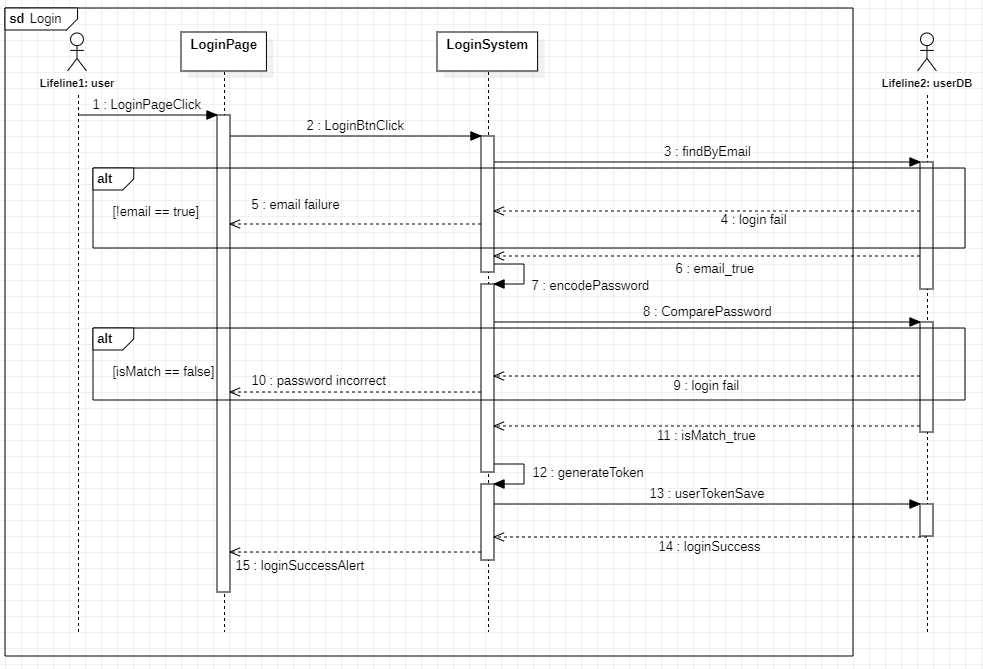 sd Login
LoginPage
LoginSystem
Lifeline1: user
Lifeline2: userDB
1 : LoginPageClick
2 : LoginBtnClick
3 : findByEmail
alt
[!email == true]
5 : email failure
4 : login fail
6 : email_true
7 : encodePassword
8 : ComparePassword
alt
[isMatch == false]
10 : password incorrect
9 : login fail
11 : isMatch_true
12 : generateToken
13 : userTokenSave
14 : loginSuccess
15 : loginSuccessAlert